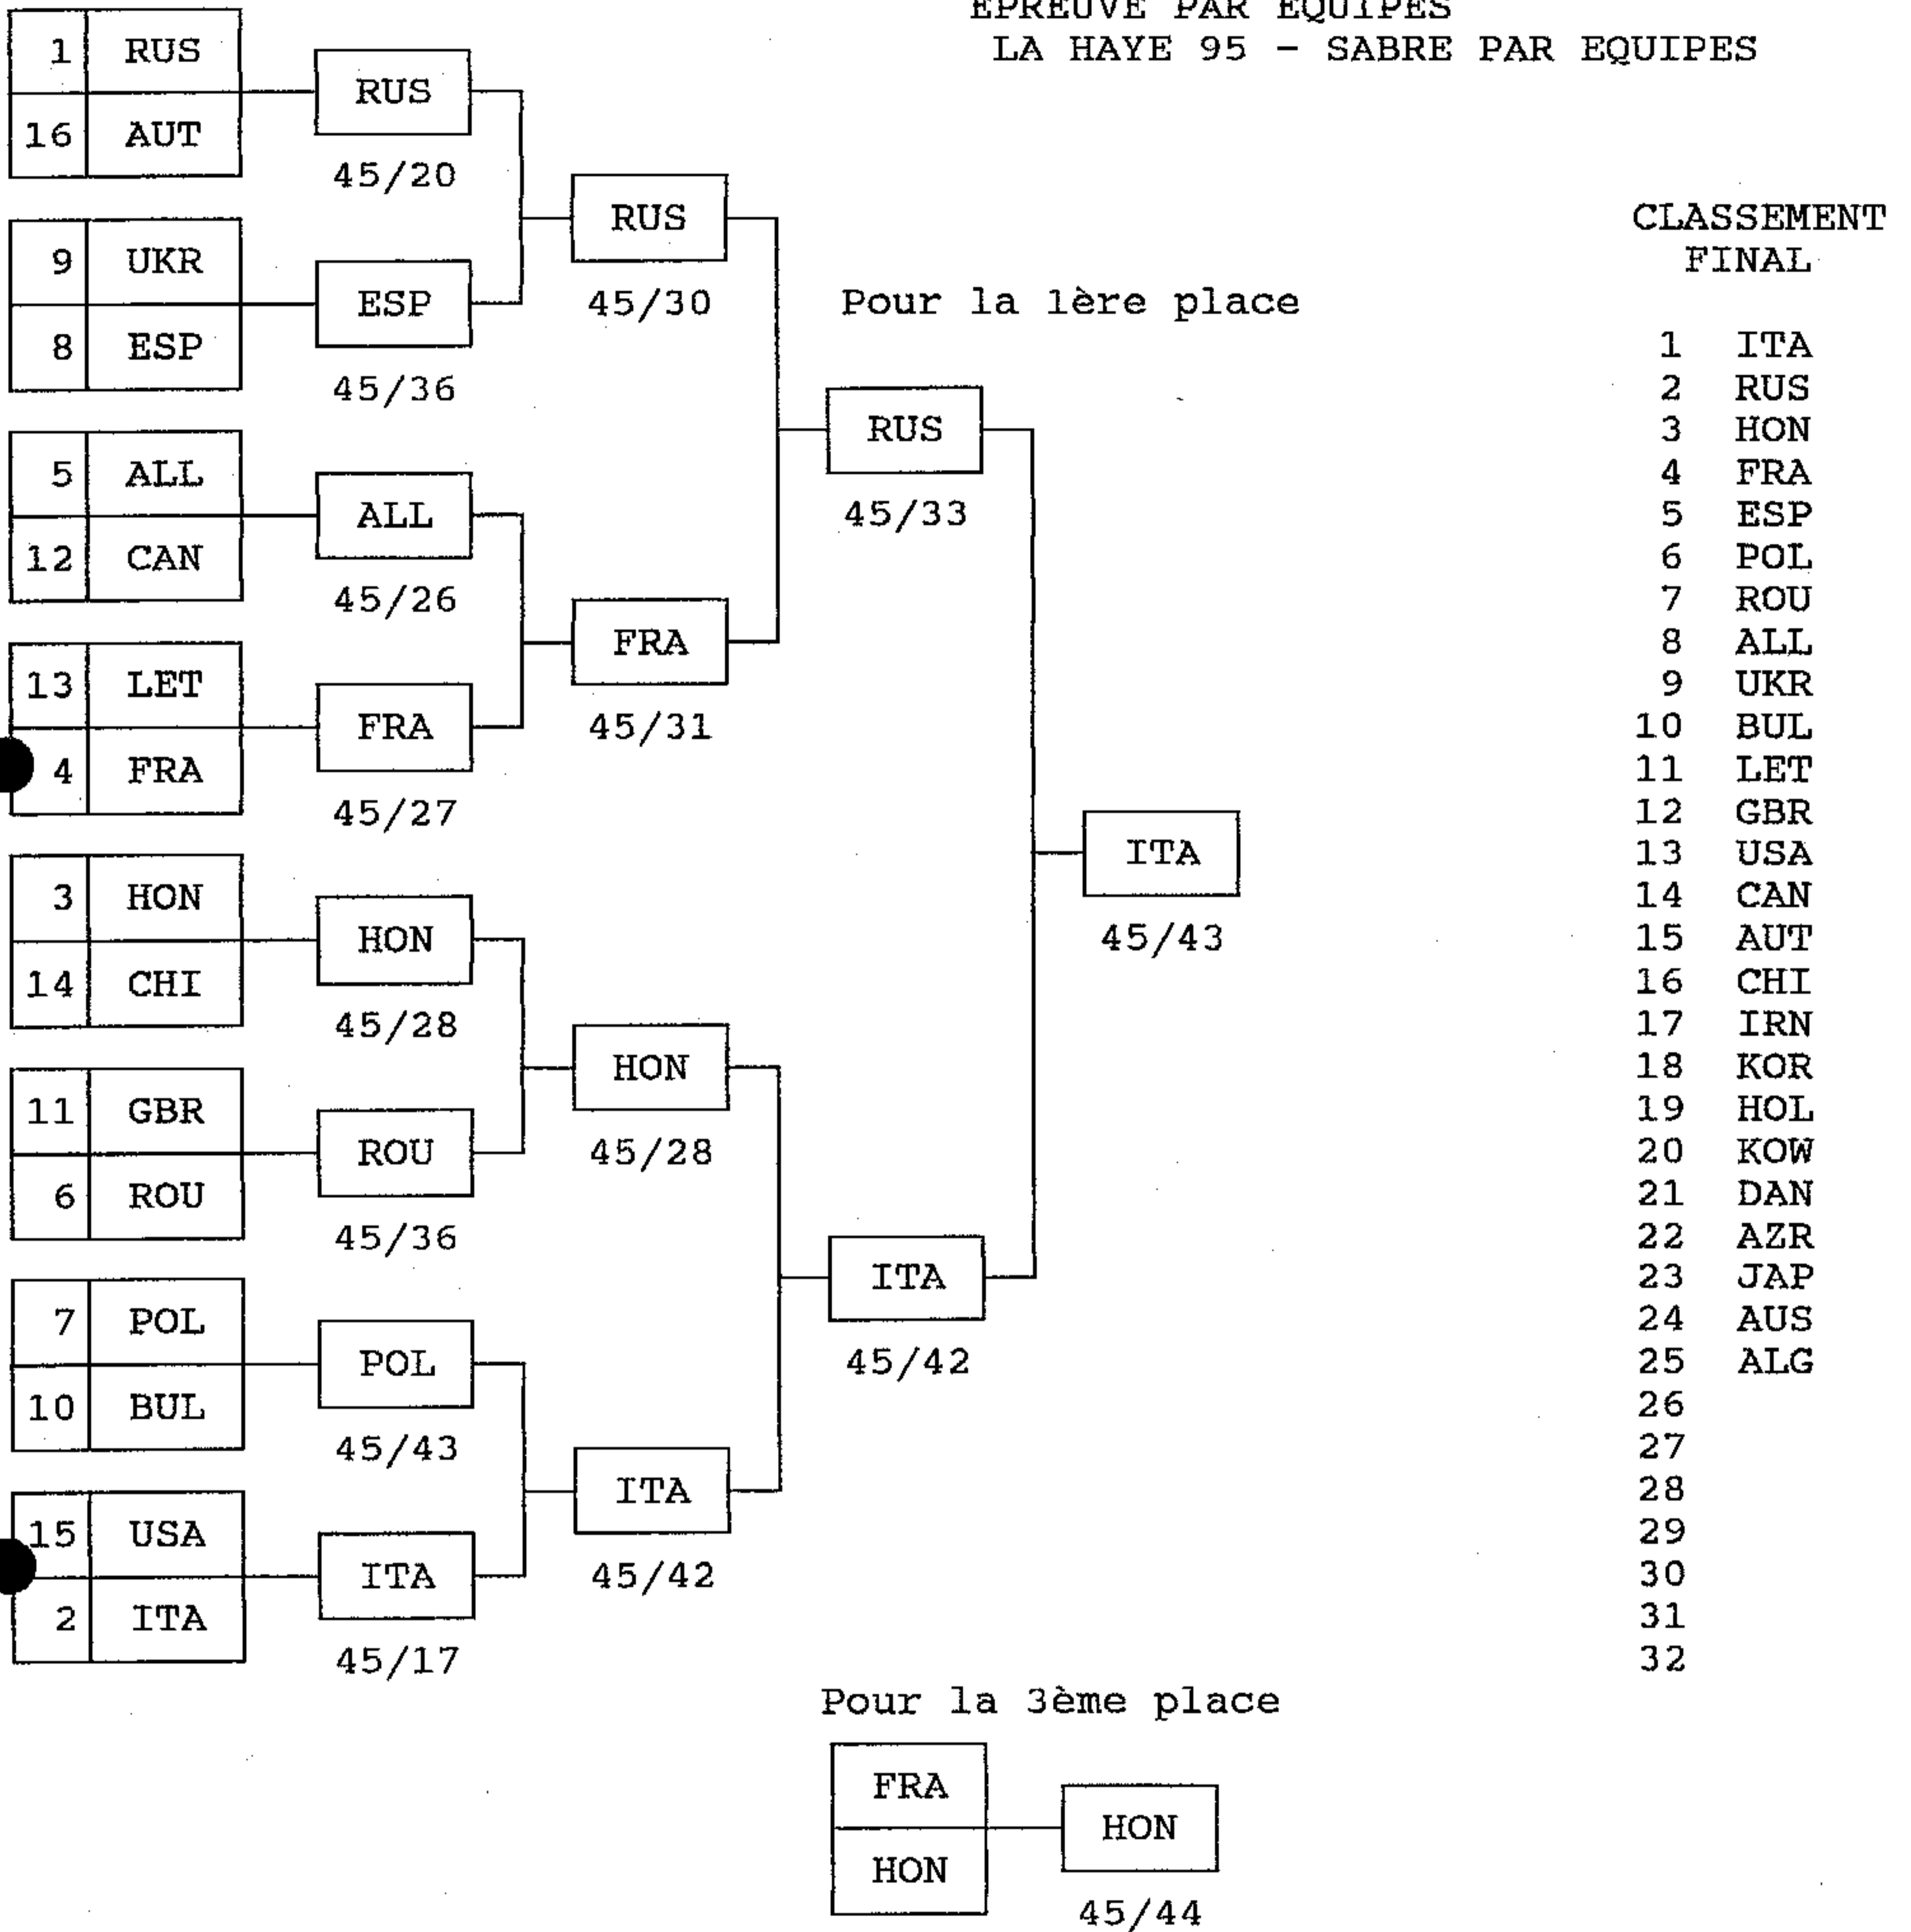 EPREUVE PAR EQUIPES
LA HAYE 95 - SABRE PAR EQUIPES
1 RUS
16 AUT
9 UKR
8 ESP
5 ALL
12 CAN
13 LET
4 FRA
3 HON
14 CHI
11 GBR
6 ROU
7 POL
10 BUL
15 USA
2 ITA
RUS
45/20
ESP
45/36
ALL
45/26
FRA
45/27
HON
45/28
ROU
45/36
POL
45/43
ITA
45/17
RUS
45/30
FRA
45/31
HON
45/28
ITA
45/42
Pour la 1ère place
RUS
45/33
ITA
45/42
ITA
45/43
Pour la 3ème place
FRA
HON
HON
45/44
CLASSEMENT
FINAL
1 ITA
2 RUS
3 HON
4 FRA
5 ESP
6 POL
7 ROU
8 ALL
9 UKR
10 BUL
11 LET
12 GBR
13 USA
14 CAN
15 AUT
16 CHI
17 IRN
18 KOR
19 HOL
20 KOW
21 DAN
22 AZR
23 JAP
24 AUS
25 ALG
26
27
28
29
30
31
32